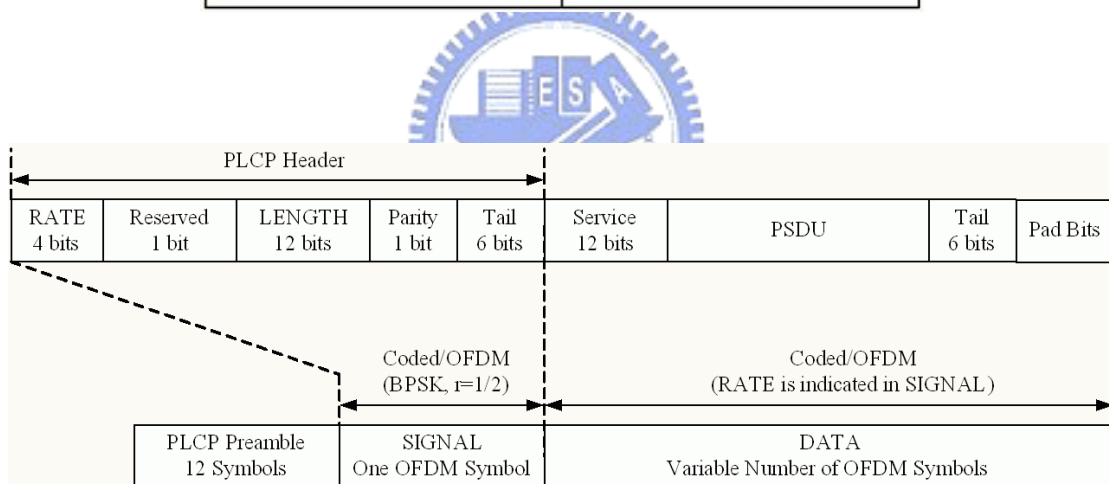 ESA
PLCP Header
RATE
4 bits
Reserved
1 bit
LENGTH
12 bits
Parity
1 bit
Tail
6 bits
Service
12 bits
PSDU
Tail
6 bits
Pad Bits
Coded/OFDM
(BPSK, r=1/2)
Coded/OFDM
(RATE is indicated in SIGNAL)
PLCP Preamble
12 Symbols
SIGNAL
One OFDM Symbol
DATA
Variable Number of OFDM Symbols